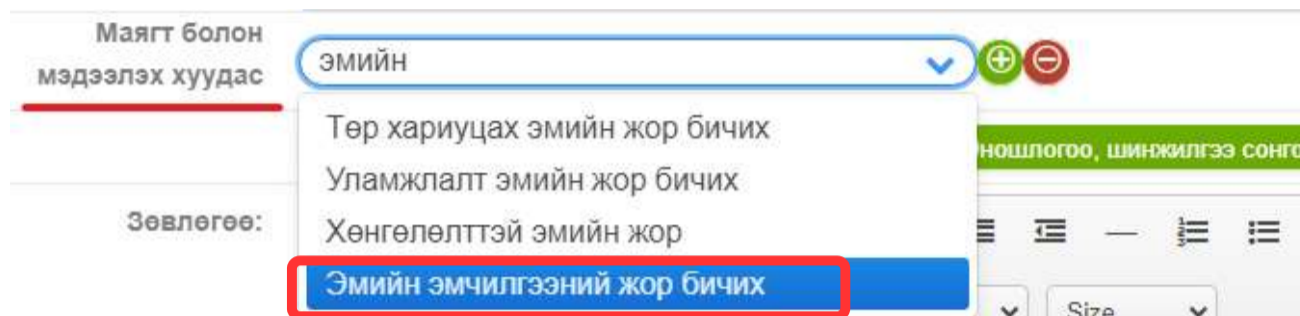 Маягт болон
мэдээлэх хуудас
эмийн
Төр хариуцах эмийн жор бичих
Уламжлалт эмийн жор бичих
Хөнгөлөлттэй эмийн жор
Эмийн эмчилгээний жор бичих
ношлогоо, шинжилгээ сонго
Зөвлөгөө:
Size